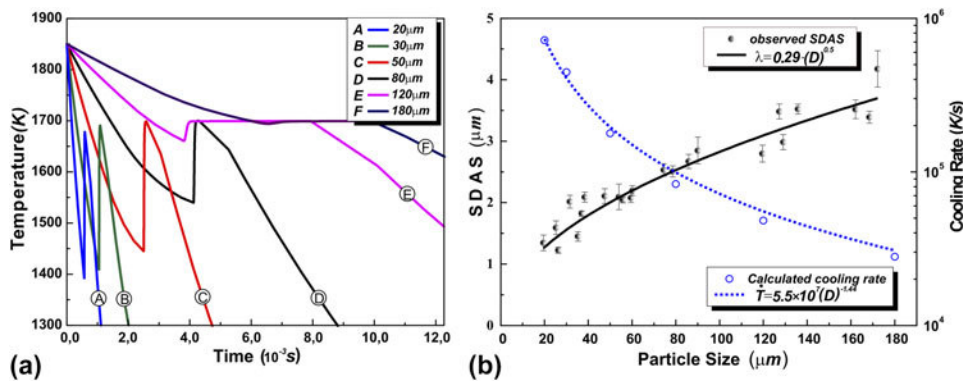 1900
1800
1700
1600
1500
1400
1300
Temperature(K)
0,0 2,0 4,0 6,0 8,0 10,0 12,0
Time (10⁻³s)
A 20μm
B 30μm
C 50μm
D 80μm
E 120μm
F 180μm
A B C D E F
(a)
5
4
3
2
1
0
SDAS (μm)
20 40 60 80 100 120 140 160 180
Particle Size (μm)
10⁶
10⁵
10⁴
Cooling Rate (K/s)
observed SDAS
λ=0.29·(D)^0.5
Calculated cooling rate
Ṫ=5.5×10⁷(D)^-1.44
(b)